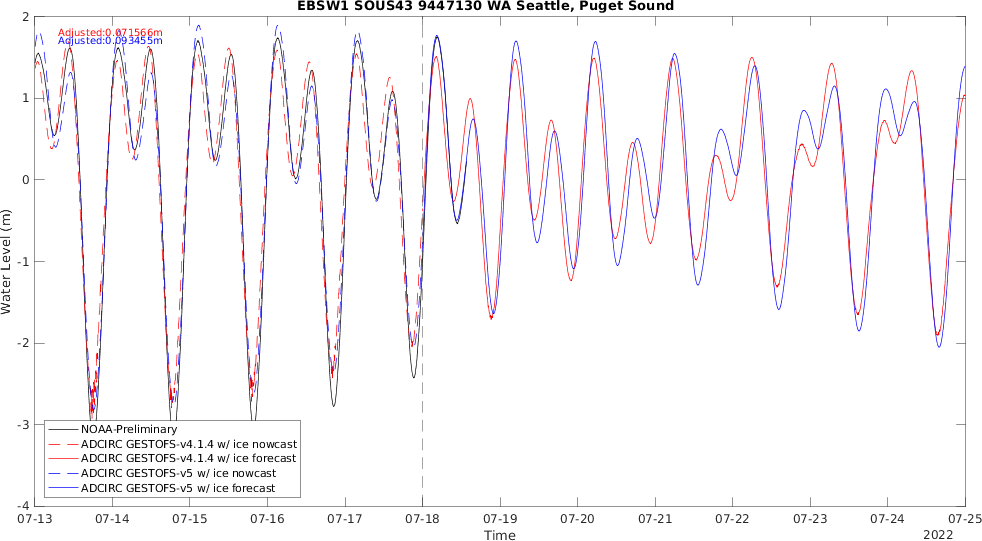 EBSW1 SOUS43 9447130 WA Seattle, Puget Sound
Adjusted:0.071566m
Adjusted:0.093455m
2
1
0
-1
-2
-3
-4
Water Level (m)
NOAA-Preliminary
ADCIRC GESTOFS-v4.1.4 w/ ice nowcast
ADCIRC GESTOFS-v4.1.4 w/ ice forecast
ADCIRC GESTOFS-v5 w/ ice nowcast
ADCIRC GESTOFS-v5 w/ ice forecast
07-13 07-14 07-15 07-16 07-17 07-18 07-19 07-20 07-21 07-22 07-23 07-24 07-25
Time
2022